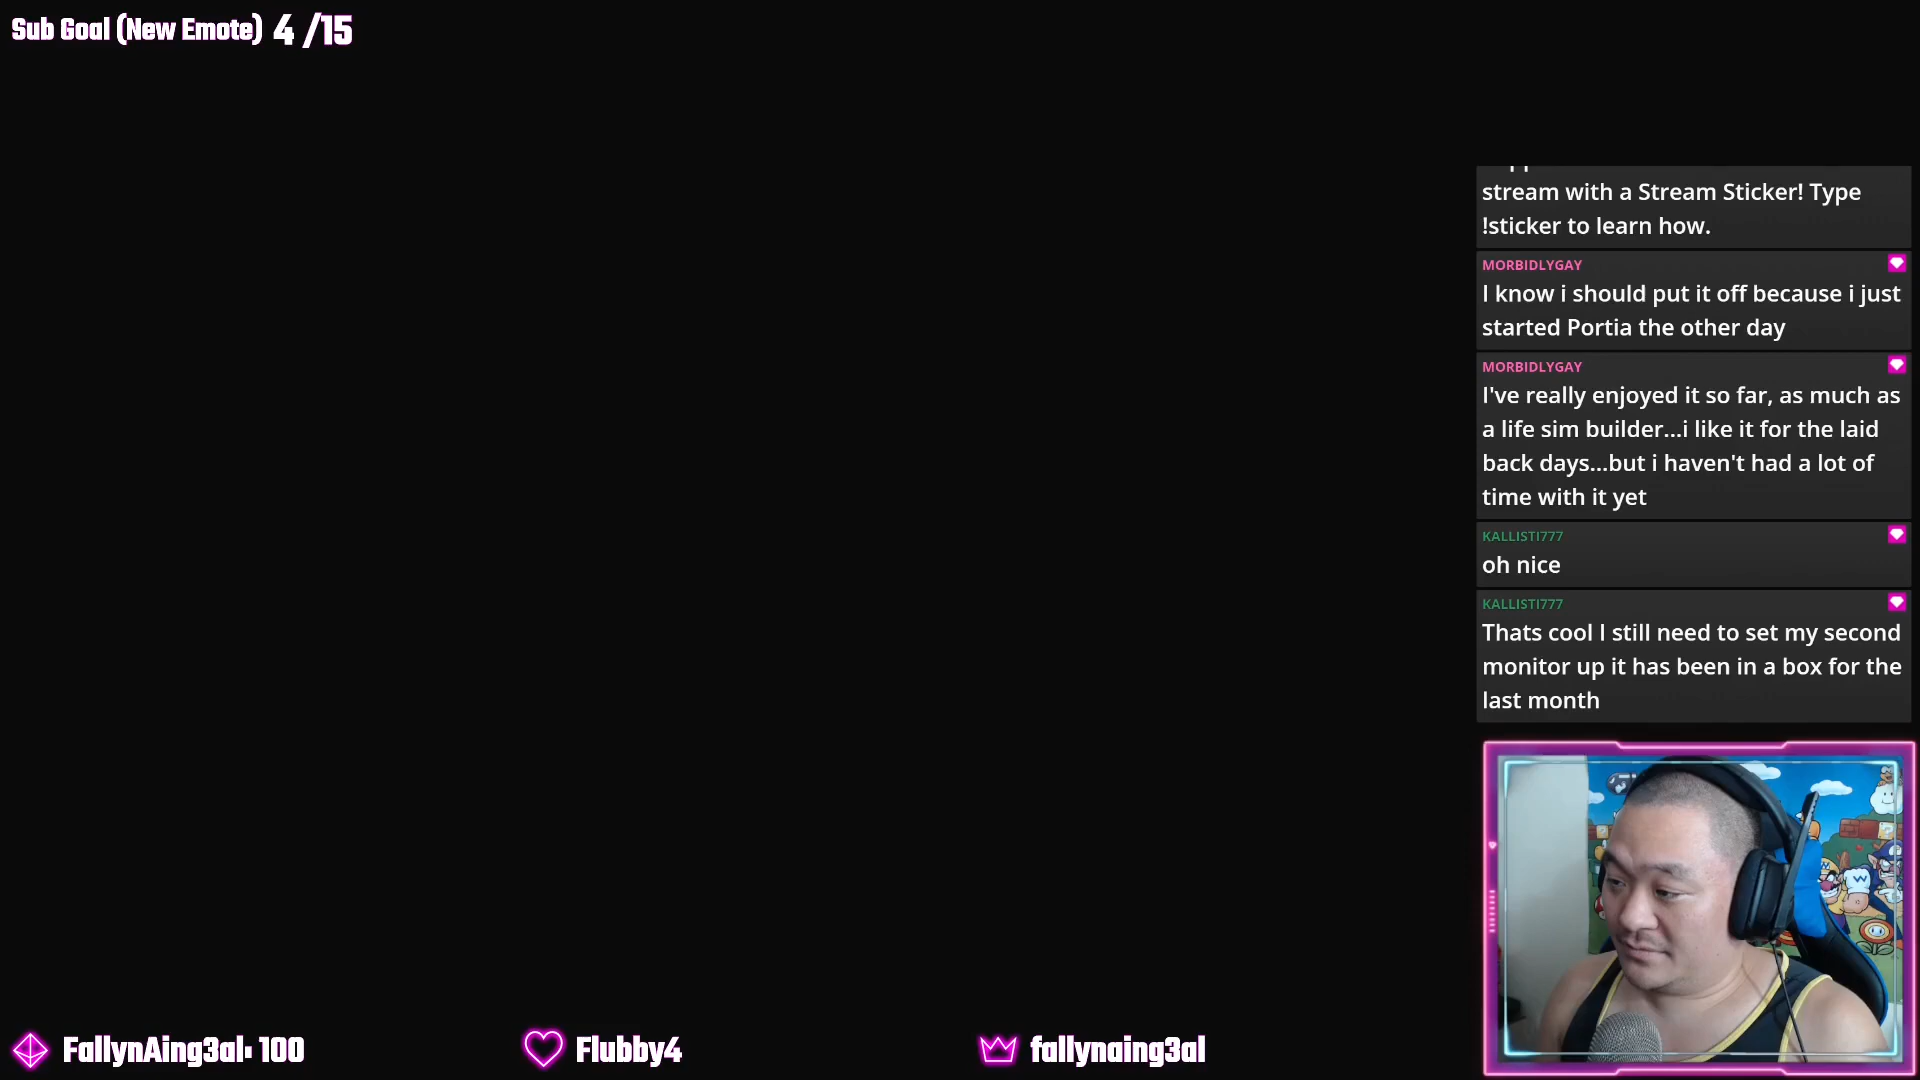 Sub Goal (New Emote) 4 /15
stream with a Stream Sticker! Type
!sticker to learn how.
MORBIDLYGAY
I know i should put it off because i just
started Portia the other day
MORBIDLYGAY
I've really enjoyed it so far, as much as
a life sim builder...i like it for the laid
back days...but i haven't had a lot of
time with it yet
KALLISTI777
oh nice
KALLISTI777
Thats cool I still need to set my second
monitor up it has been in a box for the
last month
FallynAing3al: 100
Flubby4
fallynaing3al